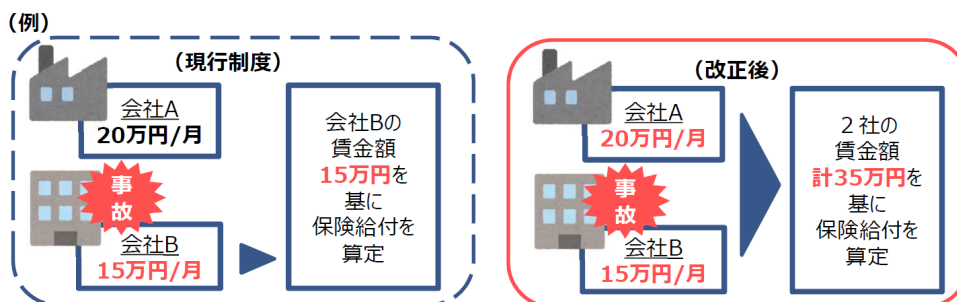 (例)
(現行制度)
会社A
20万円/月
事
故
会社B
15万円/月
会社Bの
賃金額
15万円を
基に
保険給付を
算定
(改正後)
会社A
20万円/月
事
故
会社B
15万円/月
2社の
賃金額
計35万円を
基に
保険給付を
算定